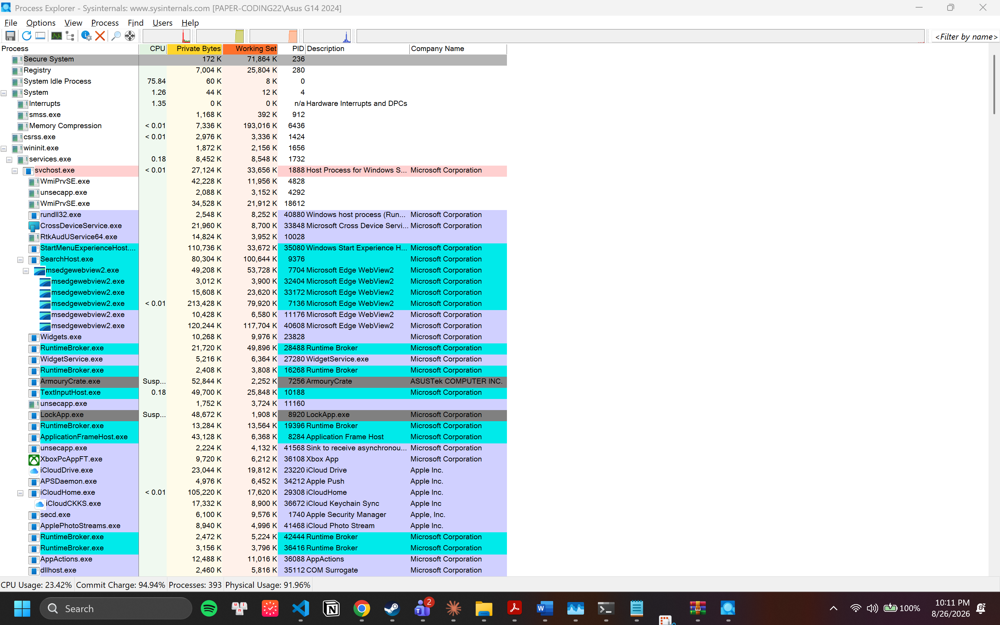 Process Explorer - Sysinternals: www.sysinternals.com [PAPER-CODING22\Asus G14 2024]
File Options View Process Find Users Help
<Filter by name>
Process CPU Private Bytes Working Set PID Description Company Name
Secure System 172 K 71,864 K 236
Registry 7,004 K 25,804 K 280
System Idle Process 75.84 60 K 8 K 0
System 1.26 44 K 12 K 4
Interrupts 1.35 0 K 0 K n/a Hardware Interrupts and DPCs
smss.exe 1,168 K 392 K 912
Memory Compression < 0.01 7,336 K 193,016 K 6436
csrss.exe < 0.01 2,976 K 3,336 K 1424
wininit.exe 1,872 K 2,156 K 1656
services.exe 0.18 8,452 K 8,548 K 1732
svchost.exe < 0.01 27,124 K 33,656 K 1888 Host Process for Windows S... Microsoft Corporation
WmiPrvSE.exe 42,228 K 11,956 K 4828
unsecapp.exe 2,088 K 3,152 K 4292
WmiPrvSE.exe 34,528 K 21,912 K 18612
rundll32.exe 2,548 K 8,252 K 40880 Windows host process (Run... Microsoft Corporation
CrossDeviceService.exe 21,960 K 8,700 K 33848 Microsoft Cross Device Servi... Microsoft Corporation
RtkAudUService64.exe 14,824 K 3,952 K 10028
StartMenuExperienceHost.... 110,736 K 33,672 K 35080 Windows Start Experience H... Microsoft Corporation
SearchHost.exe 80,304 K 100,644 K 9376 Microsoft Corporation
msedgewebview2.exe 49,208 K 53,728 K 7704 Microsoft Edge WebView2 Microsoft Corporation
msedgewebview2.exe 3,012 K 3,900 K 32404 Microsoft Edge WebView2 Microsoft Corporation
msedgewebview2.exe 15,608 K 23,620 K 33172 Microsoft Edge WebView2 Microsoft Corporation
msedgewebview2.exe < 0.01 213,428 K 79,920 K 7136 Microsoft Edge WebView2 Microsoft Corporation
msedgewebview2.exe 10,428 K 6,580 K 11176 Microsoft Edge WebView2 Microsoft Corporation
msedgewebview2.exe 120,244 K 117,704 K 40608 Microsoft Edge WebView2 Microsoft Corporation
Widgets.exe 10,268 K 9,976 K 23828 Microsoft Corporation
RuntimeBroker.exe 21,720 K 49,896 K 28488 Runtime Broker Microsoft Corporation
WidgetService.exe 5,216 K 6,364 K 27280 WidgetService.exe Microsoft Corporation
RuntimeBroker.exe 2,408 K 3,808 K 16268 Runtime Broker Microsoft Corporation
ArmouryCrate.exe Susp... 52,844 K 2,252 K 7256 ArmouryCrate ASUSTek COMPUTER INC.
TextInputHost.exe 0.18 49,700 K 25,848 K 10188 Microsoft Corporation
unsecapp.exe 1,752 K 3,724 K 11160
LockApp.exe Susp... 48,672 K 1,908 K 8920 LockApp.exe Microsoft Corporation
RuntimeBroker.exe 13,284 K 13,564 K 19396 Runtime Broker Microsoft Corporation
ApplicationFrameHost.exe 43,128 K 6,368 K 8284 Application Frame Host Microsoft Corporation
unsecapp.exe 2,224 K 4,132 K 41568 Sink to receive asynchronou... Microsoft Corporation
XboxPcAppFT.exe 9,720 K 6,212 K 36108 Xbox App Microsoft Corporation
iCloudDrive.exe 23,044 K 19,812 K 23220 iCloud Drive Apple Inc.
APSDaemon.exe 4,976 K 6,452 K 34212 Apple Push Apple Inc.
iCloudHome.exe < 0.01 105,220 K 17,620 K 29308 iCloudHome Apple Inc.
iCloudCKKS.exe 17,332 K 8,900 K 36672 iCloud Keychain Sync Apple Inc
secd.exe 6,100 K 9,576 K 1740 Apple Security Manager Apple, Inc.
ApplePhotoStreams.exe 8,940 K 4,996 K 41468 iCloud Photo Stream Apple Inc.
RuntimeBroker.exe 2,472 K 5,224 K 42444 Runtime Broker Microsoft Corporation
RuntimeBroker.exe 3,156 K 3,796 K 36416 Runtime Broker Microsoft Corporation
AppActions.exe 12,488 K 11,016 K 36088 AppActions Microsoft Corporation
dllhost.exe 2,460 K 5,816 K 35112 COM Surrogate Microsoft Corporation
CPU Usage: 23.42% Commit Charge: 94.94% Processes: 393 Physical Usage: 91.96%
Search 2 100% 10:11 PM
8/26/2026